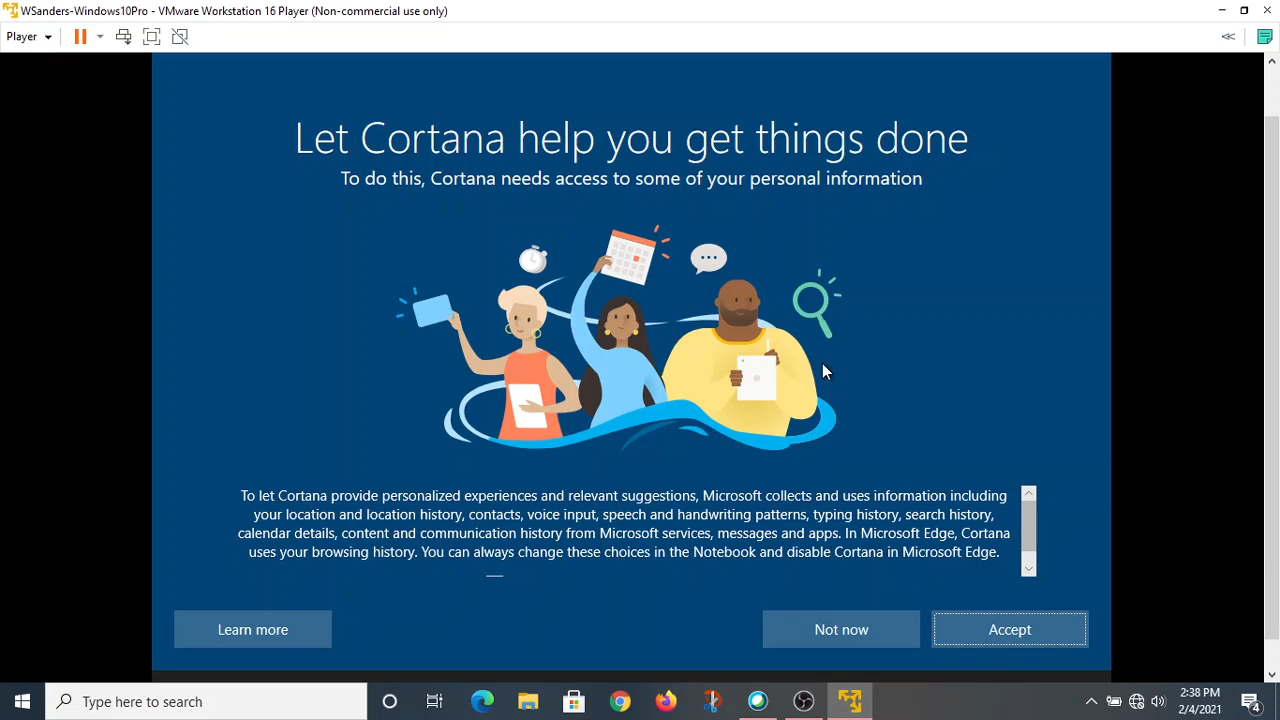 WSanders-Windows10Pro - VMware Workstation 16 Player (Non-commercial use only)
Player
Let Cortana help you get things done
To do this, Cortana needs access to some of your personal information
To let Cortana provide personalized experiences and relevant suggestions, Microsoft collects and uses information including
your location and location history, contacts, voice input, speech and handwriting patterns, typing history, search history,
calendar details, content and communication history from Microsoft services, messages and apps. In Microsoft Edge, Cortana
uses your browsing history. You can always change these choices in the Notebook and disable Cortana in Microsoft Edge.
Learn more
Not now
Accept
Type here to search
2:38 PM
2/4/2021
4